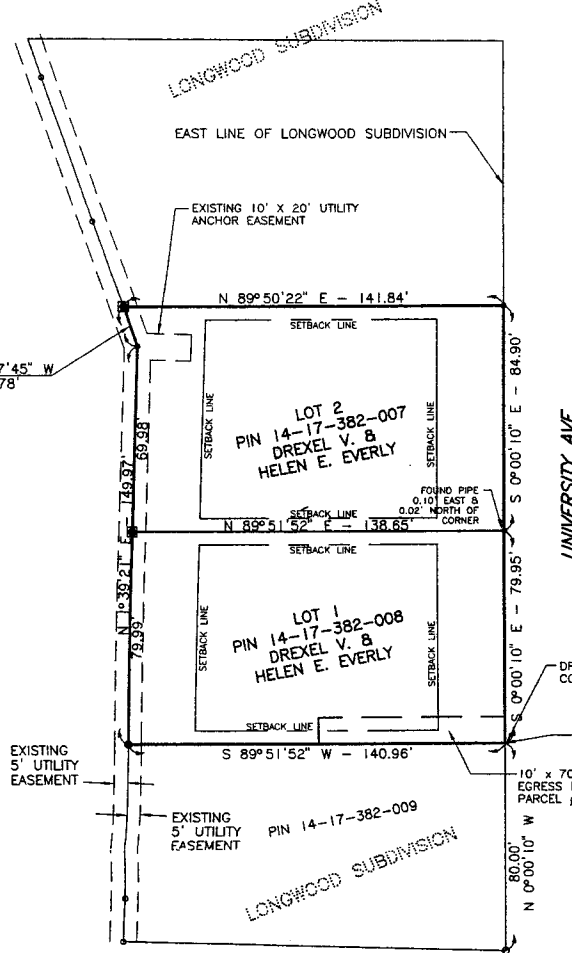 LONGWOOD SUBDIVISION
EAST LINE OF LONGWOOD SUBDIVISION
EXISTING 10' X 20' UTILITY
ANCHOR EASEMENT
N 89°50'22" E - 141.84'
SETBACK LINE
7'45" W
78'
SETBACK LINE
LOT 2
PIN 14-17-382-007
DREXEL V. &
HELEN E. EVERLY
SETBACK LINE
S 0°00'10" E - 84.90'
UNIVERSITY AVE
69.98'
N 1°39'21" E 149.97'
FOUND PIPE
0.10' EAST &
0.02' NORTH OF
CORNER
SETBACK LINE
N 89°51'52" E - 138.65'
SETBACK LINE
SETBACK LINE
LOT 1
PIN 14-17-382-008
DREXEL V. &
HELEN E. EVERLY
SETBACK LINE
79.99'
S 0°00'10" E - 79.95'
DR
CO
SETBACK LINE
S 89°51'52" W - 140.96'
EXISTING
5' UTILITY
EASEMENT
10' x 70
EGRESS
PARCEL
EXISTING
5' UTILITY
EASEMENT
PIN 14-17-382-009
80.00'
N 0°00'10" W
LONGWOOD SUBDIVISION